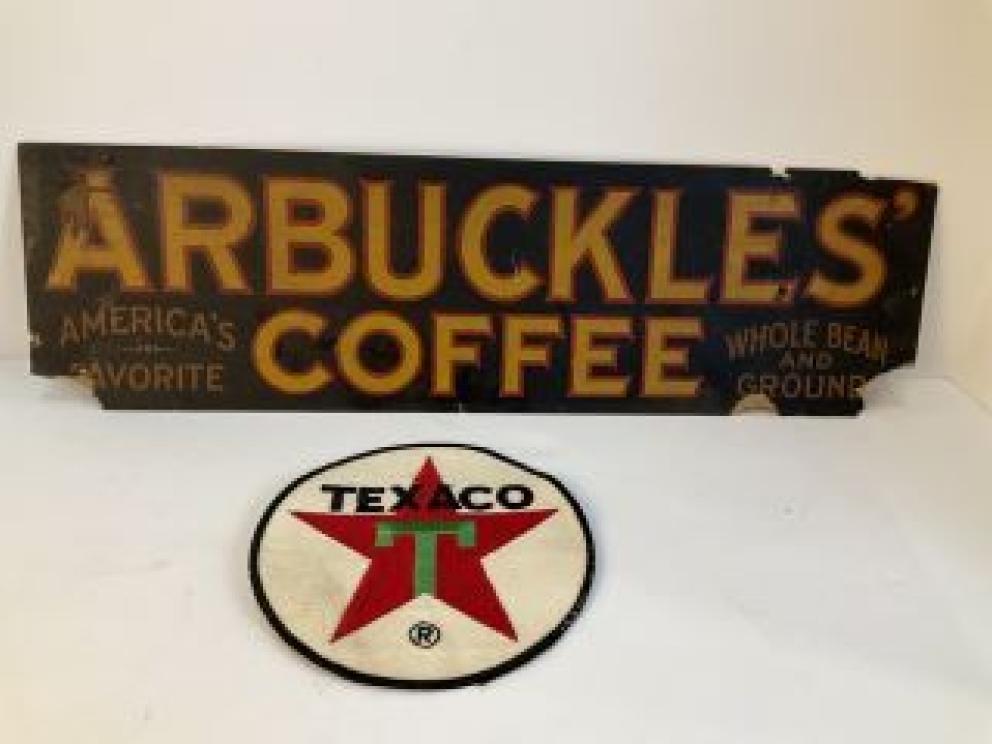 ARBUCKLES'
AMERICA'S
FAVORITE
COFFEE
WHOLE BEAN
AND
GROUND
TEXACO
T
®